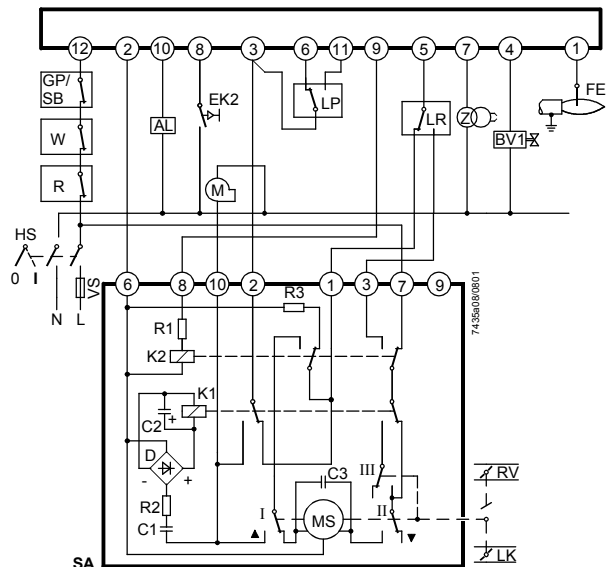 12 2 10 8 3 6 11 9 5 7 4 1
GP/
SB
EK2
LP
FE
AL
LR
Z
BV1
W
M
R
HS
0 I
VS
N L
6 8 10 2 1 3 7 9
R3
R1
K2
K1
C2 +
D
- +
R2
C1
C3
III
I
MS
II
RV
LK
SA
7435a08/0801